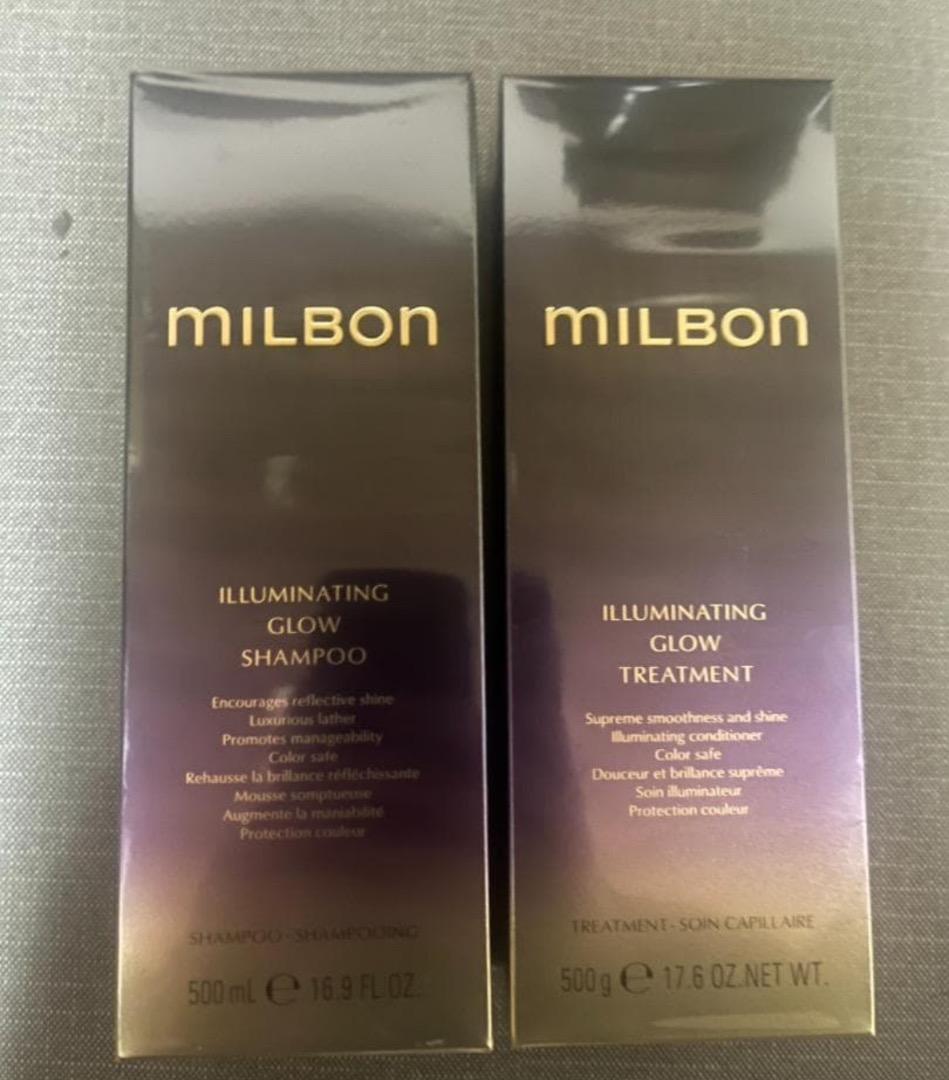 MILBON
ILLUMINATING
GLOW
SHAMPOO
Encourages reflective shine
Luxurious lather
Promotes manageability
Color safe
Rehausse la brillance réfléchissante
Mousse somptueuse
Augmente la maniabilité
Protection couleur
SHAMPOO - SHAMPOOING
500 mL e 16.9 FL OZ.
MILBON
ILLUMINATING
GLOW
TREATMENT
Supreme smoothness and shine
Illuminating conditioner
Color safe
Douceur et brillance suprême
Soin illuminateur
Protection couleur
TREATMENT - SOIN CAPILLAIRE
500 g e 17.6 OZ.NET WT.